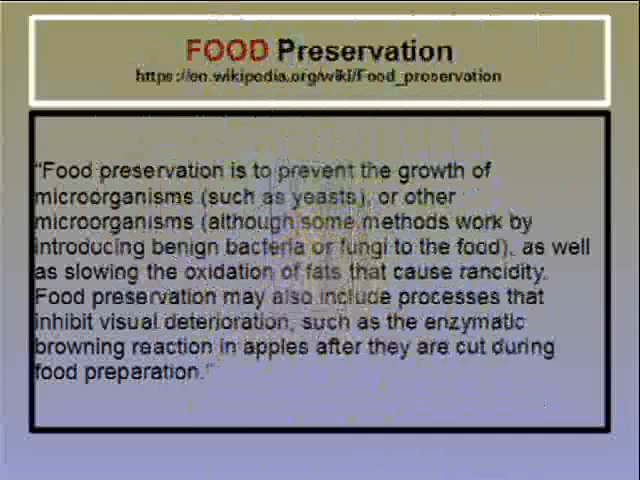 FOOD Preservation
https://en.wikipedia.org/wiki/Food_preservation
“Food preservation is to prevent the growth of
microorganisms (such as yeasts), or other
microorganisms (although some methods work by
introducing benign bacteria or fungi to the food), as well
as slowing the oxidation of fats that cause rancidity.
Food preservation may also include processes that
inhibit visual deterioration, such as the enzymatic
browning reaction in apples after they are cut during
food preparation.”